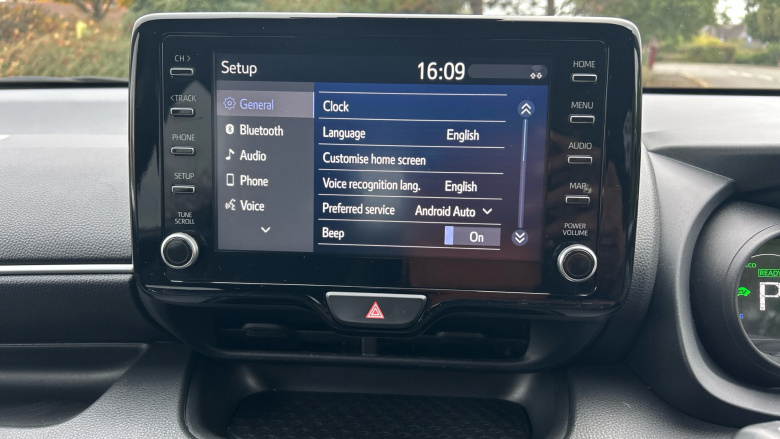 CH >
< TRACK
PHONE
SETUP
TUNE
SCROLL
Setup
16:09
General
Bluetooth
Audio
Phone
Voice
Clock
Language English
Customise home screen
Voice recognition lang. English
Preferred service Android Auto
Beep On
HOME
MENU
AUDIO
MAP
POWER
VOLUME
READY
P